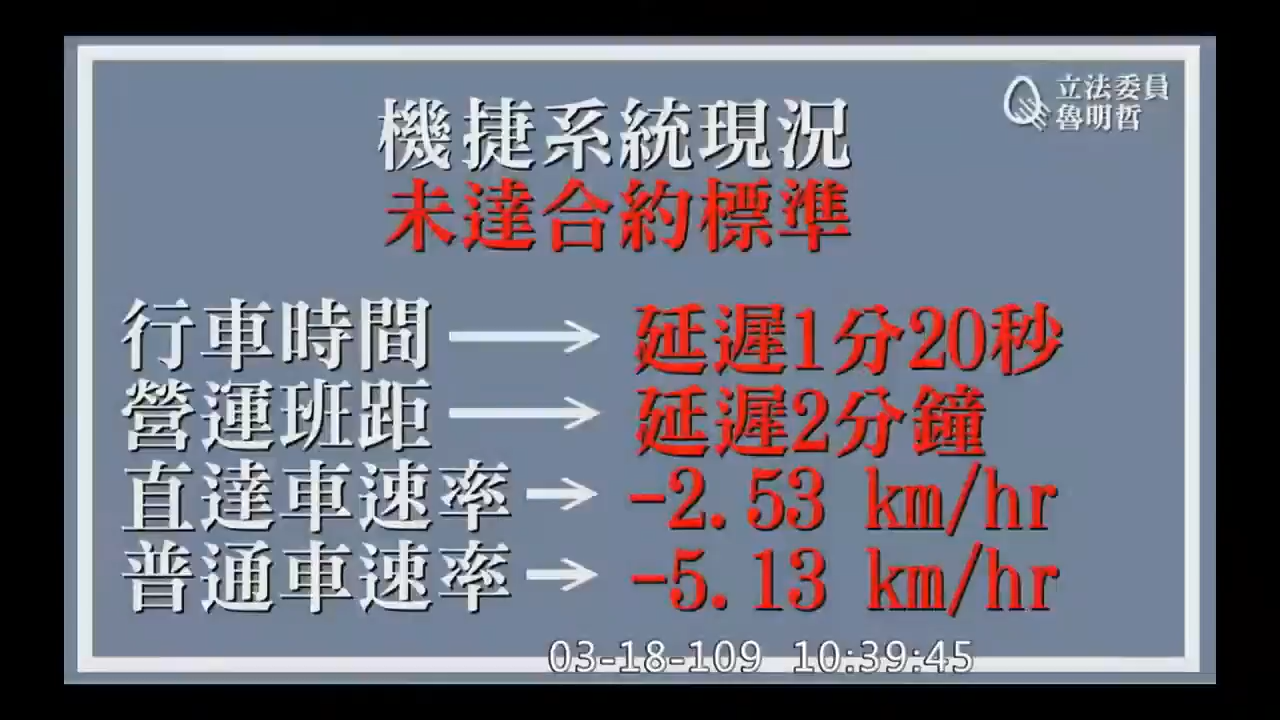 立法委員
魯明哲
機捷系統現況
未達合約標準
行車時間 → 延遲1分20秒
營運班距 → 延遲2分鐘
直達車速率 → -2.53 km/hr
普通車速率 → -5.13 km/hr
03-18-109 10:39:45